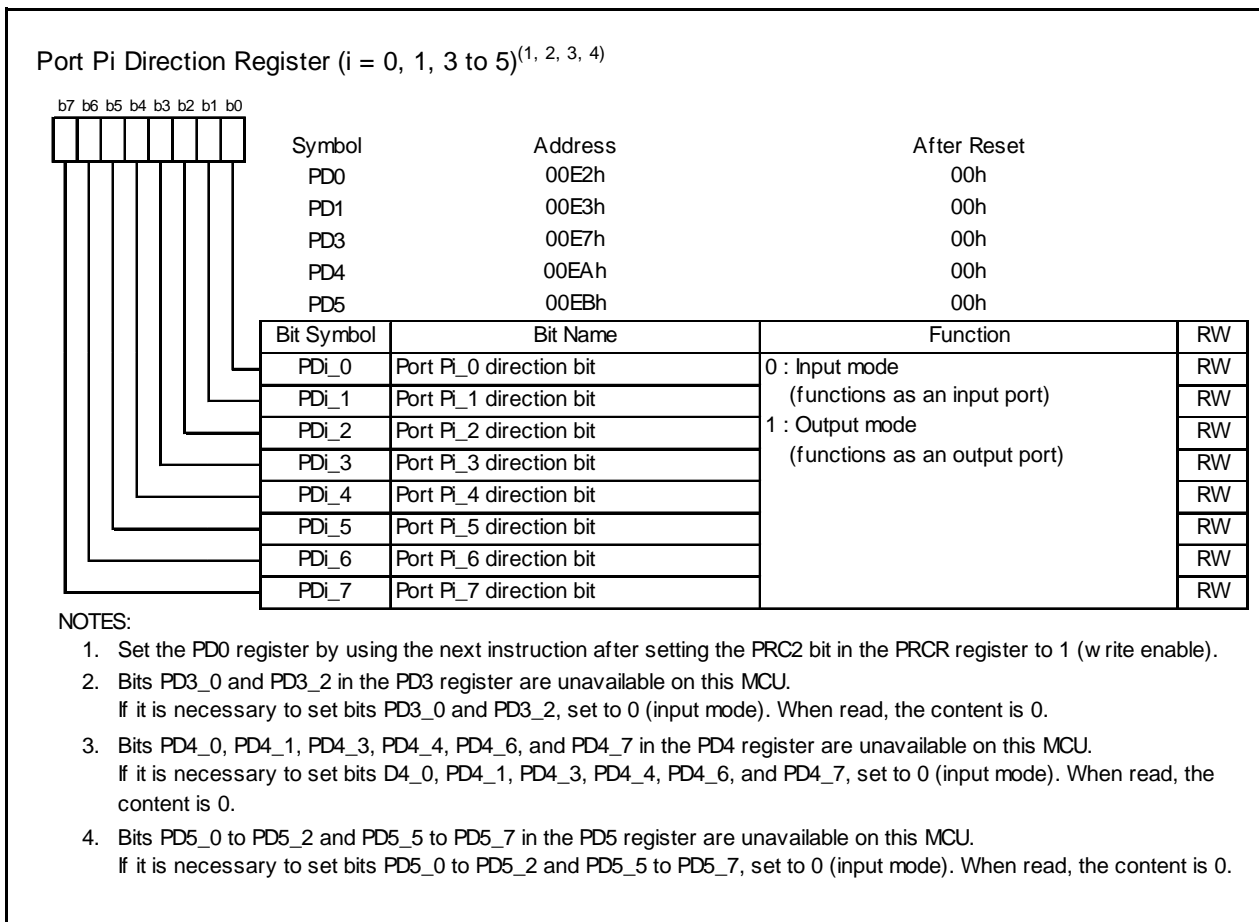 Port Pi Direction Register (i = 0, 1, 3 to 5)(1, 2, 3, 4)
b7 b6 b5 b4 b3 b2 b1 b0
Symbol Address After Reset
PD0 00E2h 00h
PD1 00E3h 00h
PD3 00E7h 00h
PD4 00EAh 00h
PD5 00EBh 00h
Bit Symbol Bit Name Function RW
PDi_0 Port Pi_0 direction bit 0 : Input mode RW
PDi_1 Port Pi_1 direction bit (functions as an input port) RW
PDi_2 Port Pi_2 direction bit 1 : Output mode RW
PDi_3 Port Pi_3 direction bit (functions as an output port) RW
PDi_4 Port Pi_4 direction bit RW
PDi_5 Port Pi_5 direction bit RW
PDi_6 Port Pi_6 direction bit RW
PDi_7 Port Pi_7 direction bit RW
NOTES:
1. Set the PD0 register by using the next instruction after setting the PRC2 bit in the PRCR register to 1 (write enable).
2. Bits PD3_0 and PD3_2 in the PD3 register are unavailable on this MCU.
If it is necessary to set bits PD3_0 and PD3_2, set to 0 (input mode). When read, the content is 0.
3. Bits PD4_0, PD4_1, PD4_3, PD4_4, PD4_6, and PD4_7 in the PD4 register are unavailable on this MCU.
If it is necessary to set bits D4_0, PD4_1, PD4_3, PD4_4, PD4_6, and PD4_7, set to 0 (input mode). When read, the
content is 0.
4. Bits PD5_0 to PD5_2 and PD5_5 to PD5_7 in the PD5 register are unavailable on this MCU.
If it is necessary to set bits PD5_0 to PD5_2 and PD5_5 to PD5_7, set to 0 (input mode). When read, the content is 0.